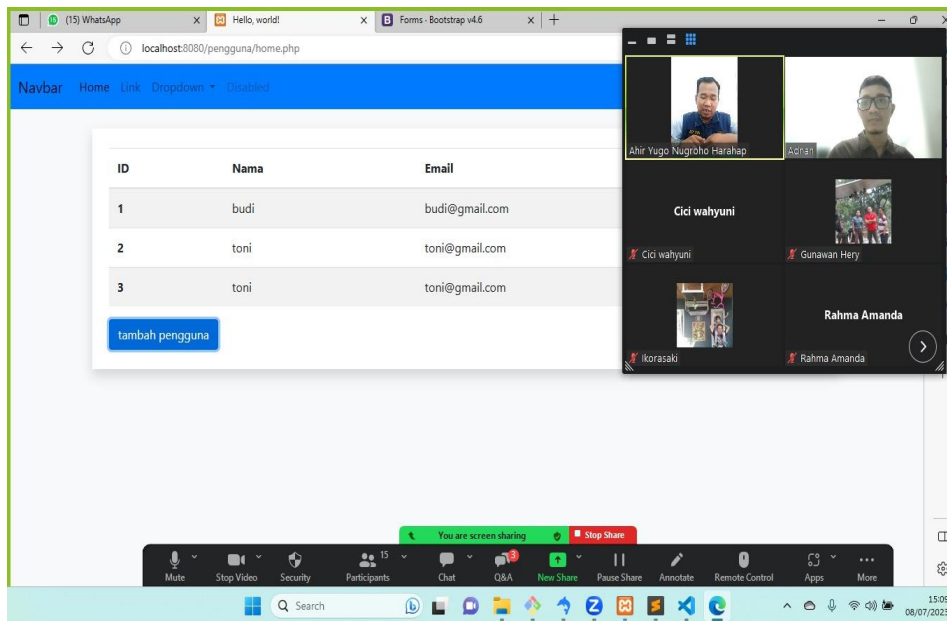 (15) WhatsApp
Hello, world!
B Forms · Bootstrap v4.6
localhost:8080/pengguna/home.php
Navbar Home Link Dropdown Disabled
ID Nama Email
1 budi budi@gmail.com
2 toni toni@gmail.com
3 toni toni@gmail.com
tambah pengguna
Ahir Yugo Nugroho Harahap
Adnan
Cici wahyuni
Cici wahyuni
Gunawan Hery
Ikorasaki
Rahma Amanda
Rahma Amanda
You are screen sharing Stop Share
15
3
Mute Stop Video Security Participants Chat Q&A New Share Pause Share Annotate Remote Control Apps More
Search
15:09
08/07/2023